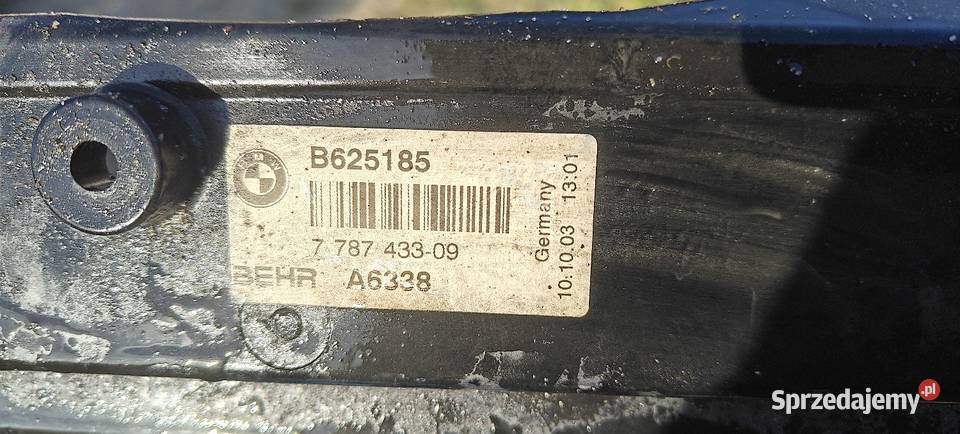 B625185
7 787 433-09
BEHR A6338
Germany
10.10.03 13:01
Sprzedajemy.pl